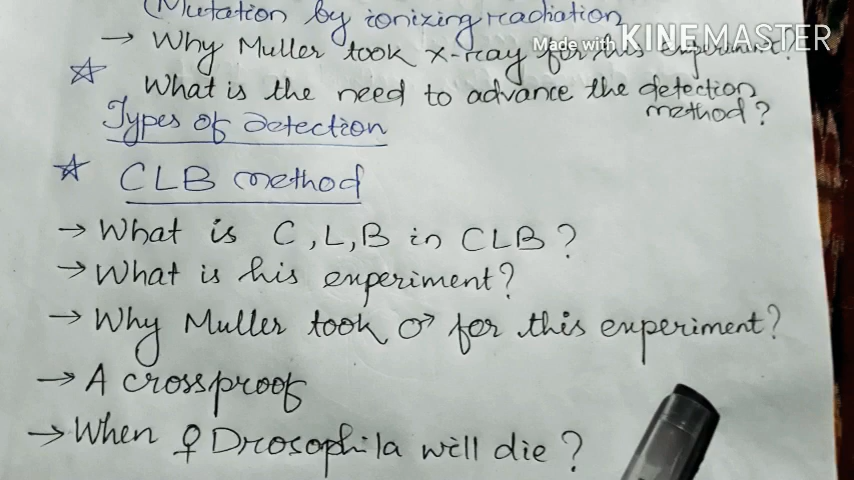 (Mutation by ionizing radiation
→ Why Muller took x-ray for this experiment?
Made with KINEMASTER
☆ What is the need to advance the detection
method?
Types of Detection
☆ CLB method
→ What is C, L, B in CLB?
→ What is his experiment?
→ Why Muller took ♂ for this experiment?
→ A crossproof
→ When ♀ Drosophila will die?